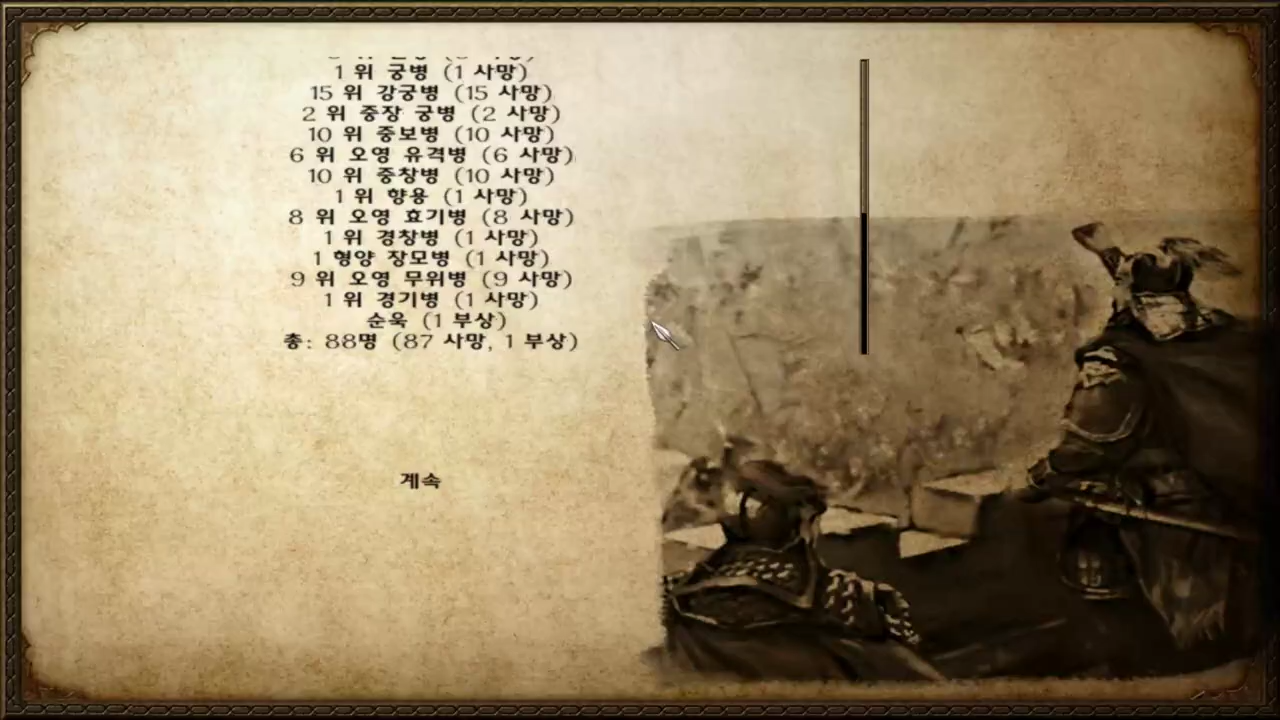 1 위 궁병 (1 사망)
15 위 강궁병 (15 사망)
2 위 중장 궁병 (2 사망)
10 위 중보병 (10 사망)
6 위 오영 유격병 (6 사망)
10 위 중창병 (10 사망)
1 위 향용 (1 사망)
8 위 오영 효기병 (8 사망)
1 위 경창병 (1 사망)
1 형양 장모병 (1 사망)
9 위 오영 무위병 (9 사망)
1 위 경기병 (1 사망)
순욱 (1 부상)
총: 88명 (87 사망, 1 부상)
계속